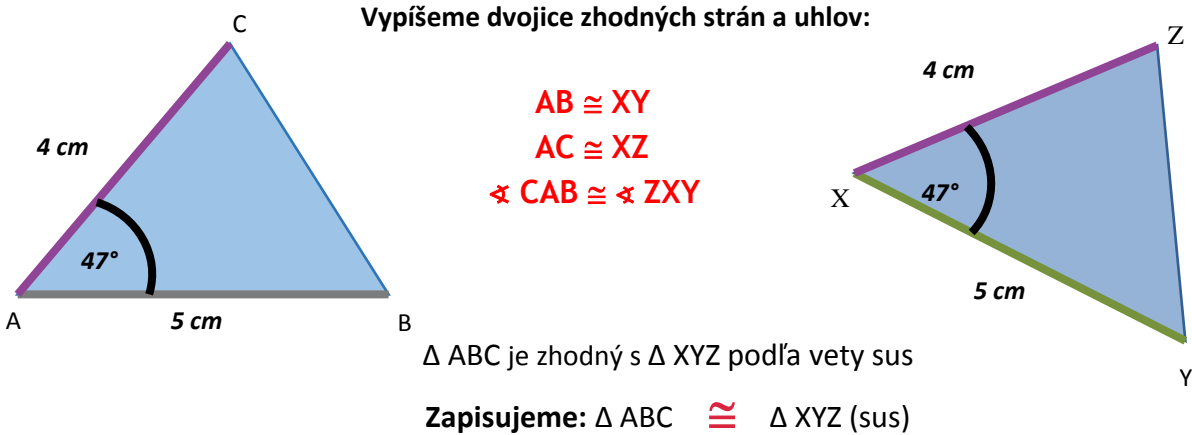 Vypíšeme dvojice zhodných strán a uhlov:
C
4 cm
47°
A
5 cm
B
AB ≅ XY
AC ≅ XZ
∢ CAB ≅ ∢ ZXY
Z
4 cm
X
47°
5 cm
Y
Δ ABC je zhodný s Δ XYZ podľa vety sus
Zapisujeme: Δ ABC ≅ Δ XYZ (sus)